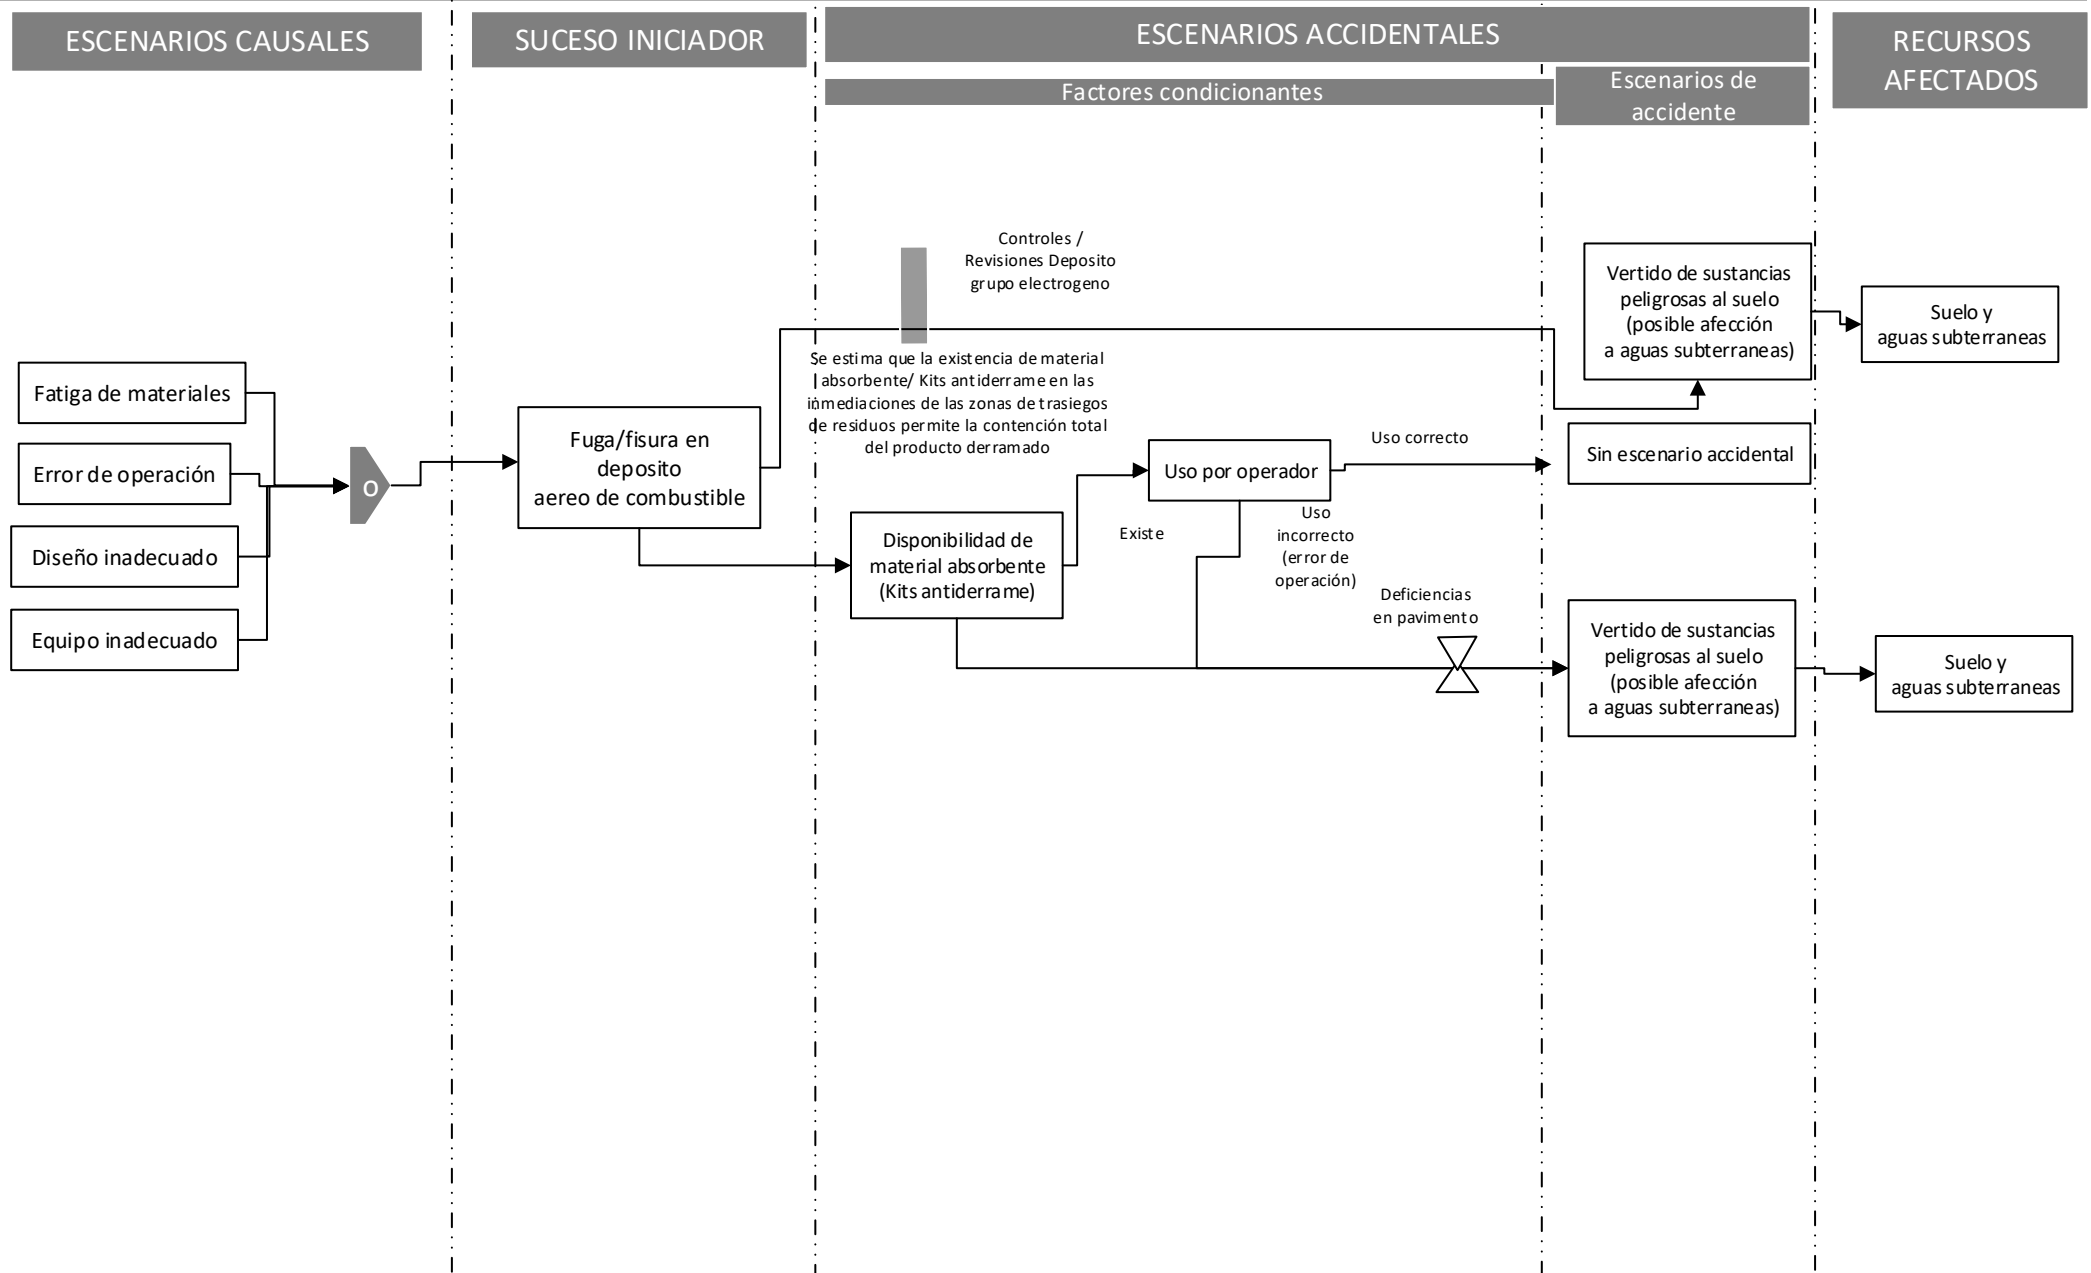 ESCENARIOS CAUSALES
SUCESO INICIADOR
ESCENARIOS ACCIDENTALES
RECURSOS
AFECTADOS
Factores condicionantes
Escenarios de
accidente
Controles /
Revisiones Deposito
grupo electrogeno
Vertido de sustancias
peligrosas al suelo
(posible afección
a aguas subterraneas)
Suelo y
aguas subterraneas
Se estima que la existencia de material
absorbente/ Kits antiderrame en las
inmediaciones de las zonas de trasiegos
de residuos permite la contención total
del producto derramado
Fatiga de materiales
Error de operación
Diseño inadecuado
Equipo inadecuado
O
Fuga/fisura en
deposito
aereo de combustible
Uso por operador
Uso correcto
Sin escenario accidental
Uso
incorrecto
(error de
operación)
Existe
Disponibilidad de
material absorbente
(Kits antiderrame)
Deficiencias
en pavimento
Vertido de sustancias
peligrosas al suelo
(posible afección
a aguas subterraneas)
Suelo y
aguas subterraneas